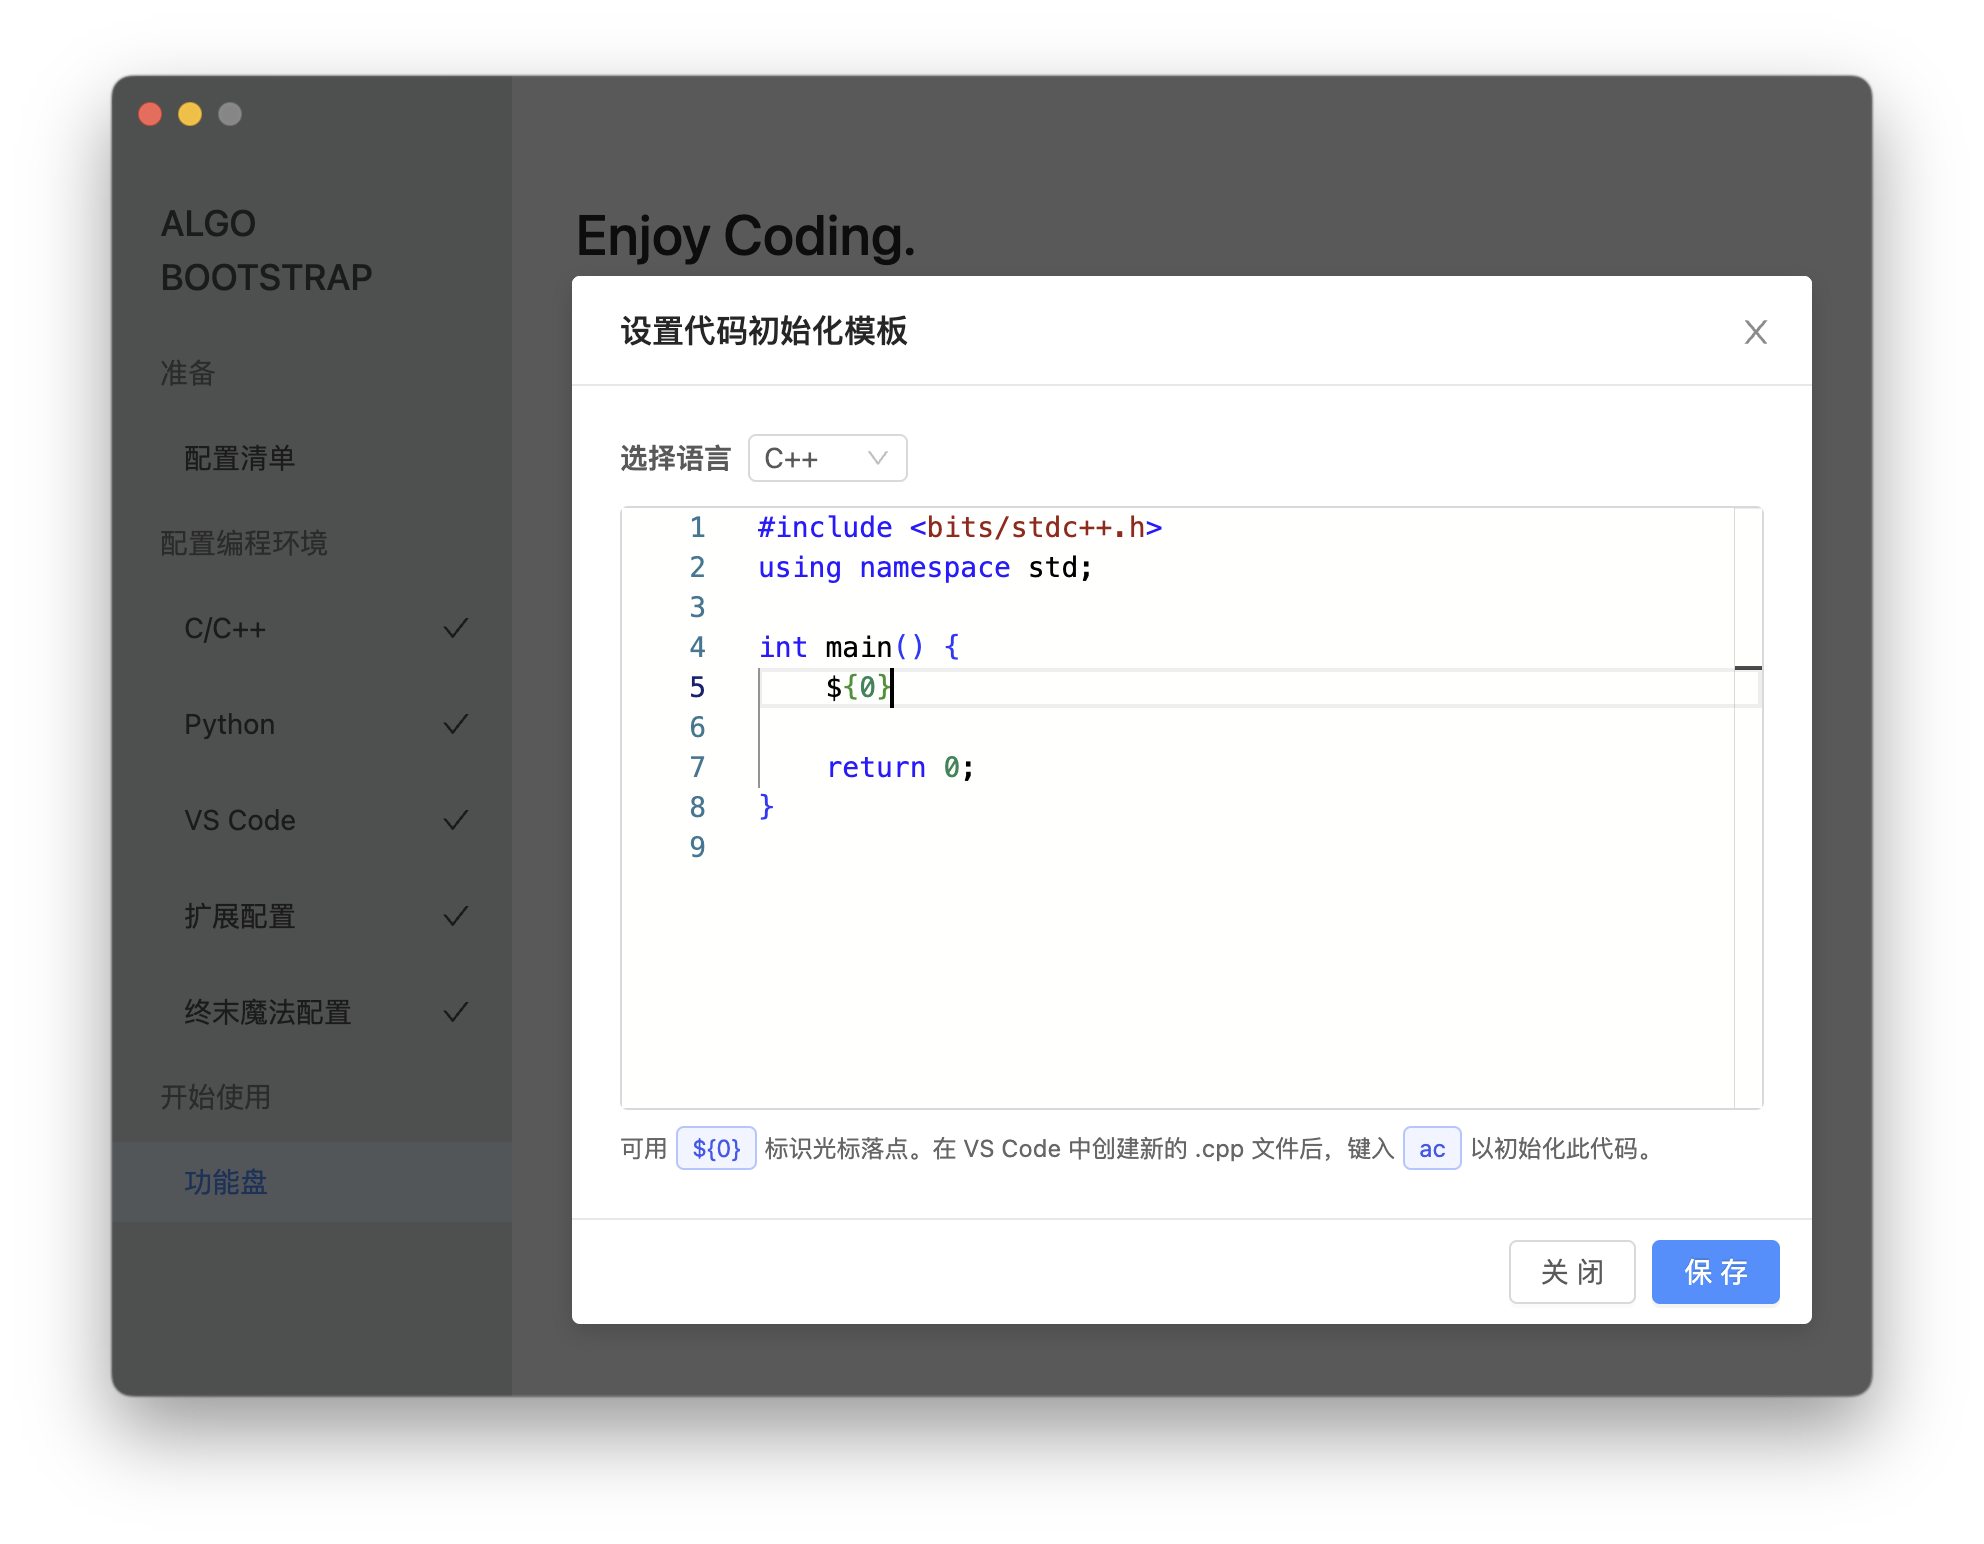 ALGO
BOOTSTRAP
准备
配置清单
配置编程环境
C/C++
Python
VS Code
扩展配置
终末魔法配置
开始使用
功能盘
Enjoy Coding.
设置代码初始化模板
选择语言 C++
1 #include <bits/stdc++.h>
2 using namespace std;
3
4 int main() {
5     ${0}
6
7     return 0;
8 }
9
可用 ${0} 标识光标落点。在 VS Code 中创建新的 .cpp 文件后，键入 ac 以初始化此代码。
关 闭 保 存